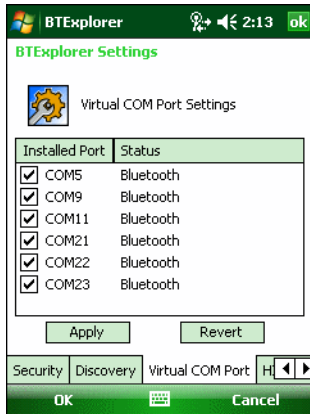 BTExplorer 2:13 ok
BTExplorer Settings
Virtual COM Port Settings
Installed Port Status
COM5 Bluetooth
COM9 Bluetooth
COM11 Bluetooth
COM21 Bluetooth
COM22 Bluetooth
COM23 Bluetooth
Apply Revert
Security Discovery Virtual COM Port
OK Cancel